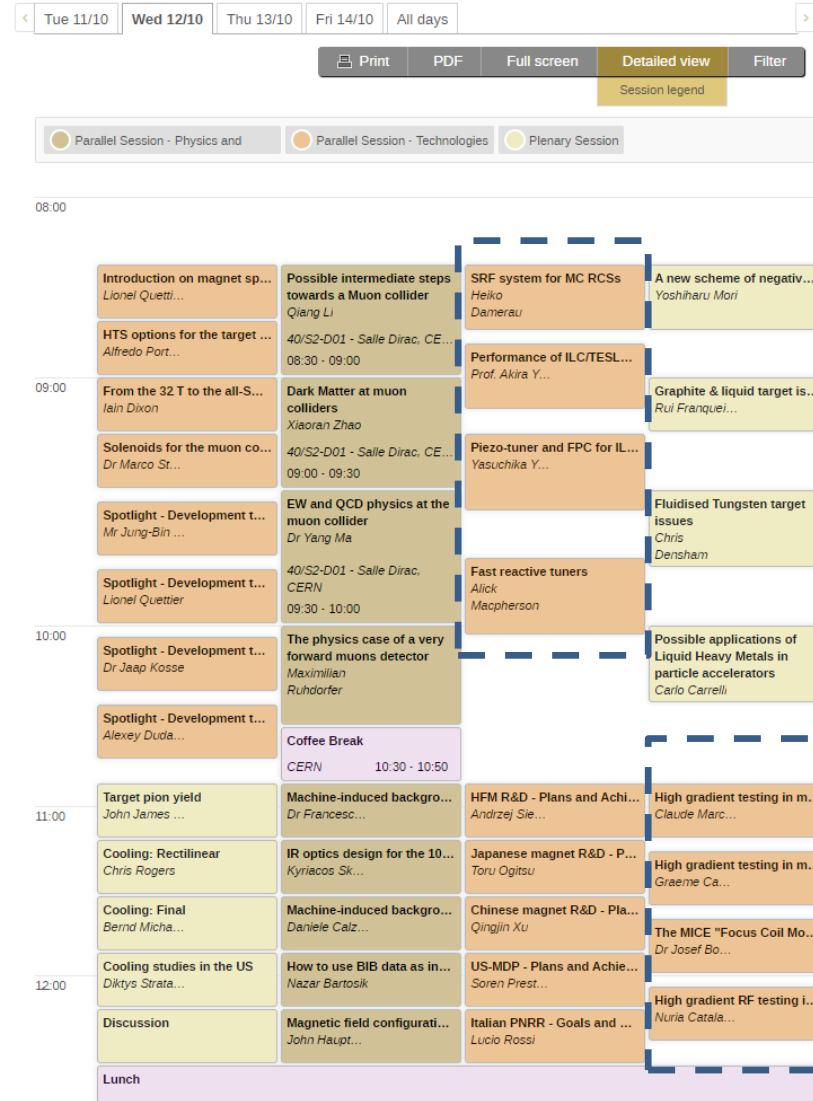 Tue 11/10
Wed 12/10
Thu 13/10
Fri 14/10
All days
Print
PDF
Full screen
Detailed view
Filter
Session legend
Parallel Session - Physics and
Parallel Session - Technologies
Plenary Session
08:00
Introduction on magnet sp...
Lionel Quetti...
HTS options for the target ...
Alfredo Port...
09:00
From the 32 T to the all-S...
Iain Dixon
Solenoids for the muon co...
Dr Marco St...
Spotlight - Development t...
Mr Jung-Bin ...
Spotlight - Development t...
Lionel Quettier
10:00
Spotlight - Development t...
Dr Jaap Kosse
Spotlight - Development t...
Alexey Duda...
Possible intermediate steps
towards a Muon collider
Qiang Li
40/S2-D01 - Salle Dirac, CE...
08:30 - 09:00
Dark Matter at muon
colliders
Xiaoran Zhao
40/S2-D01 - Salle Dirac, CE...
09:00 - 09:30
EW and QCD physics at the
muon collider
Dr Yang Ma
40/S2-D01 - Salle Dirac,
CERN
09:30 - 10:00
The physics case of a very
forward muons detector
Maximilian
Ruhdorfer
Coffee Break
CERN
10:30 - 10:50
SRF system for MC RCSs
Heiko
Damerau
Performance of ILC/TESL...
Prof. Akira Y...
Piezo-tuner and FPC for IL...
Yasuchika Y...
Fast reactive tuners
Alick
Macpherson
A new scheme of negativ...
Yoshiharu Mori
Graphite & liquid target is...
Rui Franquei...
Fluidised Tungsten target
issues
Chris
Densham
Possible applications of
Liquid Heavy Metals in
particle accelerators
Carlo Carrelli
11:00
Target pion yield
John James ...
Cooling: Rectilinear
Chris Rogers
Cooling: Final
Bernd Micha...
12:00
Cooling studies in the US
Diktys Strata...
Discussion
Machine-induced backgro...
Dr Francesc...
IR optics design for the 10...
Kyriacos Sk...
Machine-induced backgro...
Daniele Calz...
How to use BIB data as in...
Nazar Bartosik
Magnetic field configurati...
John Haupt...
HFM R&D - Plans and Achi...
Andrzej Sie...
Japanese magnet R&D - P...
Toru Ogitsu
Chinese magnet R&D - Pla...
Qingjin Xu
US-MDP - Plans and Achie...
Soren Prest...
Italian PNRR - Goals and ...
Lucio Rossi
High gradient testing in m...
Claude Marc...
High gradient testing in m...
Graeme Ca...
The MICE "Focus Coil Mo...
Dr Josef Bo...
High gradient RF testing i...
Nuria Catala...
Lunch